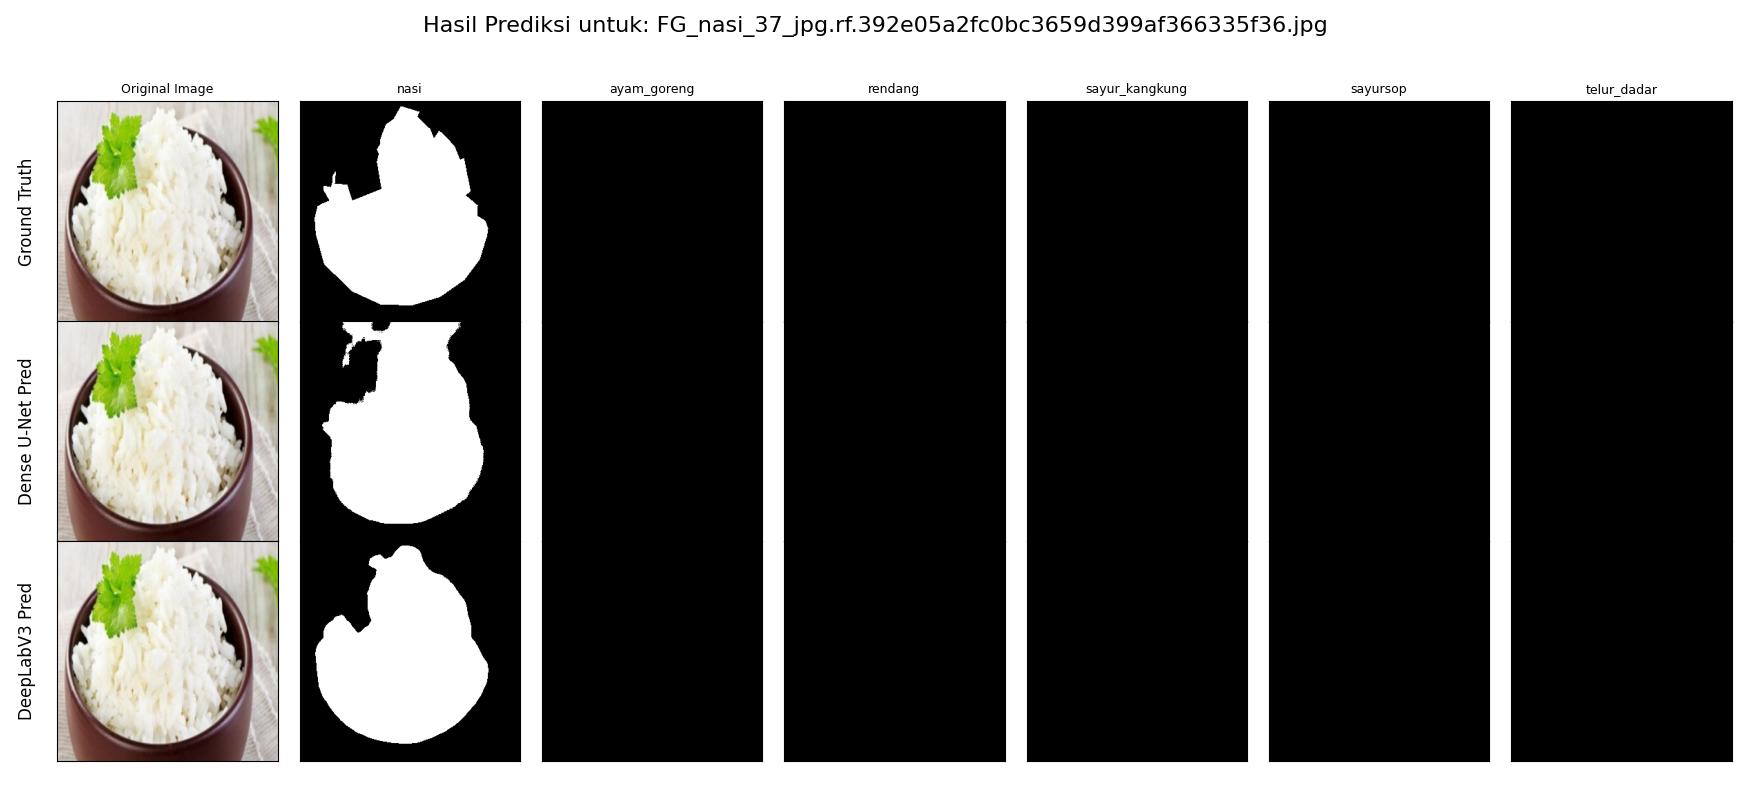 Hasil Prediksi untuk: FG_nasi_37_jpg.rf.392e05a2fc0bc3659d399af366335f36.jpg
Original Image nasi ayam_goreng rendang sayur_kangkung sayursop telur_dadar
Ground Truth
Dense U-Net Pred
DeepLabV3 Pred